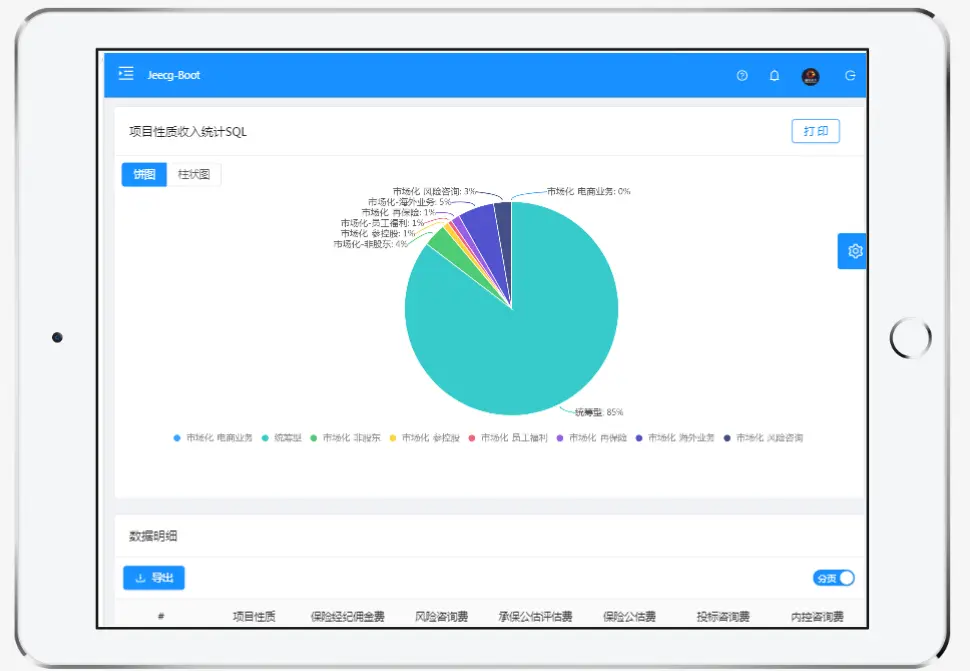 Jeecg-Boot
项目性质收入统计SQL
打印
饼图 柱状图
市场化-风险咨询: 3%
市场化-电商业务: 0%
市场化-海外业务: 5%
市场化-再保险: 1%
市场化-员工福利: 1%
市场化-参控股: 1%
市场化-非股东: 4%
统筹型: 85%
市场化-电商业务 统筹型 市场化-非股东 市场化-参控股 市场化-员工福利 市场化-再保险 市场化-海外业务 市场化-风险咨询
数据明细
导出
分页
# 项目性质 保险经纪佣金费 风险咨询费 承保公估评估费 保险公估费 投标咨询费 内控咨询费